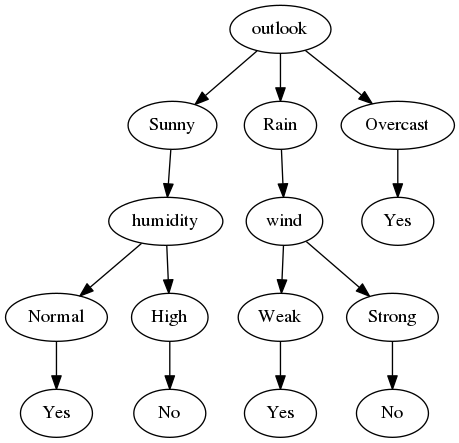 outlook
Sunny Rain Overcast
humidity wind Yes
Normal High Weak Strong
Yes No Yes No